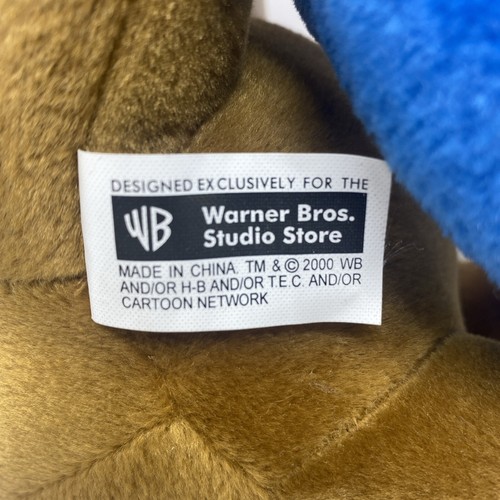 DESIGNED EXCLUSIVELY FOR THE
WB Warner Bros.
Studio Store
MADE IN CHINA. TM & © 2000 WB
AND/OR H-B AND/OR T.E.C. AND/OR
CARTOON NETWORK